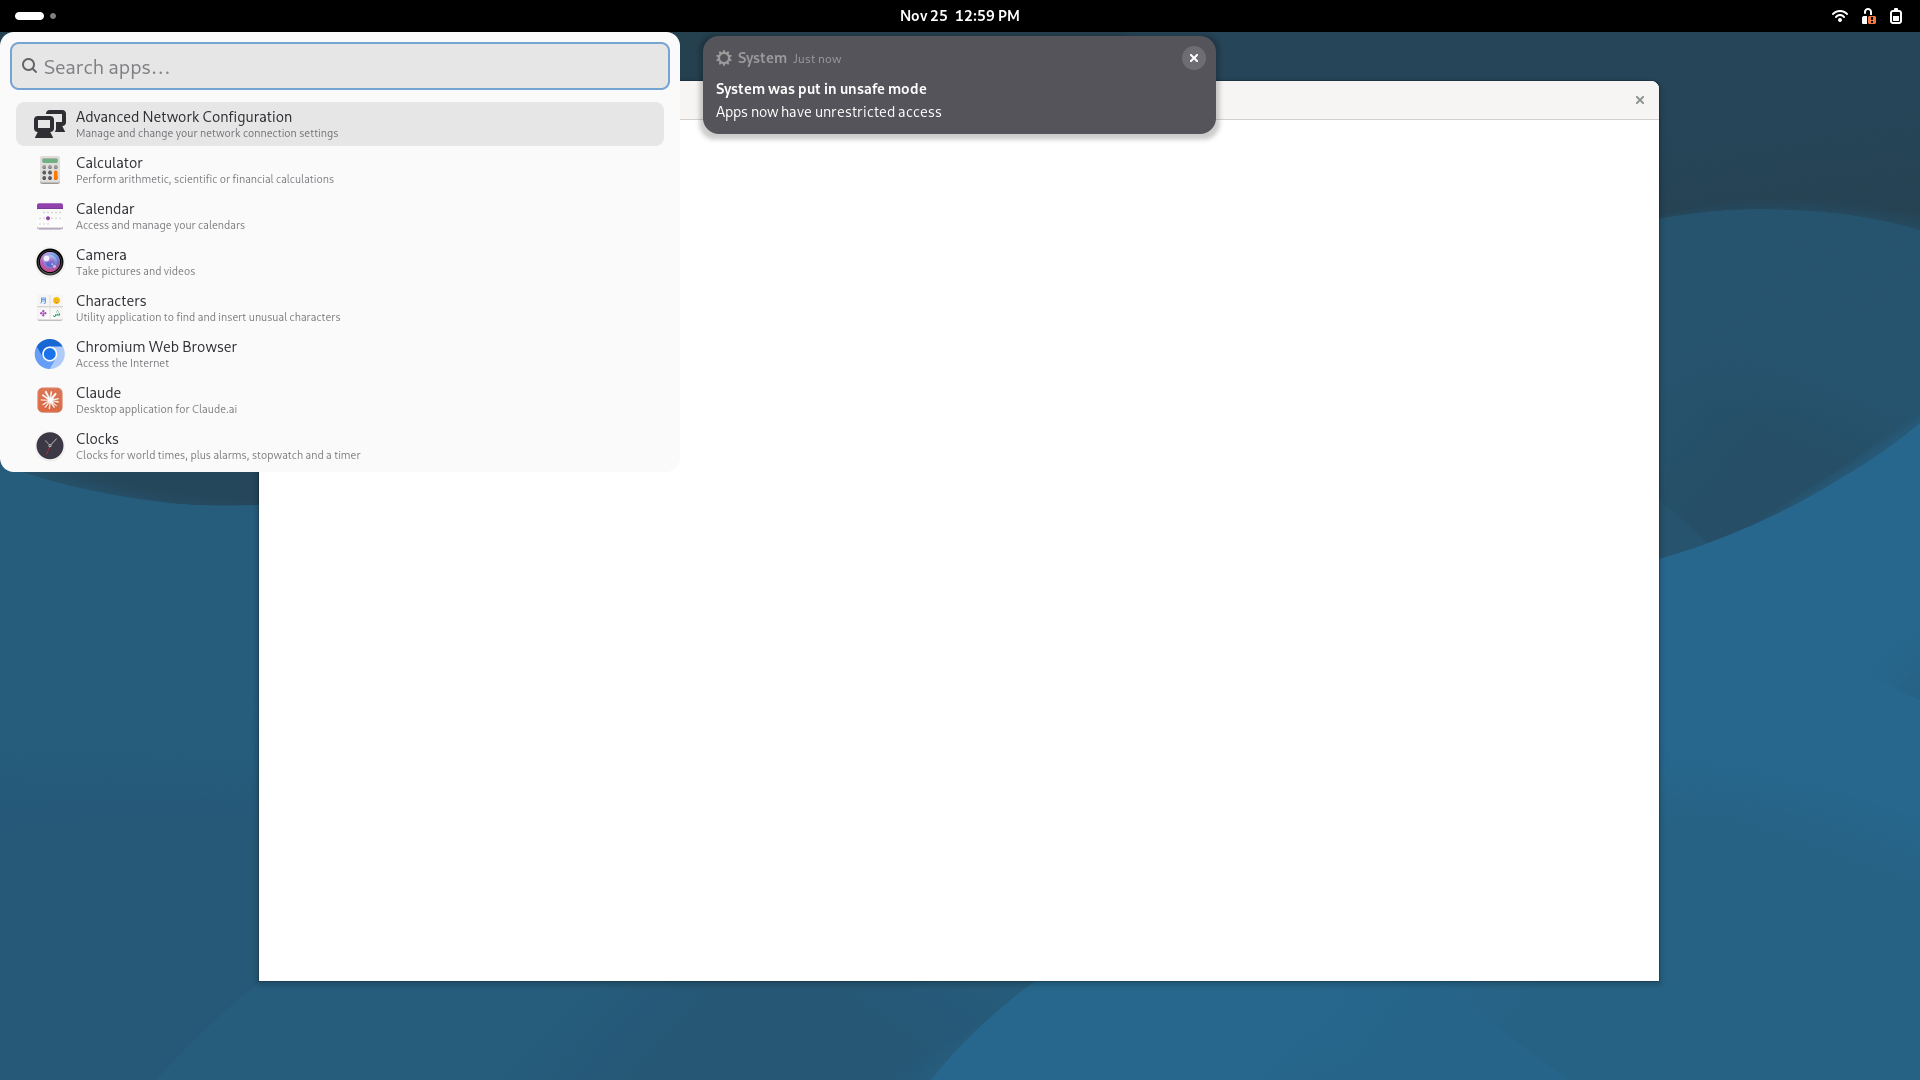 Nov 25 12:59 PM
Search apps…
Advanced Network Configuration
Manage and change your network connection settings
Calculator
Perform arithmetic, scientific or financial calculations
Calendar
Access and manage your calendars
Camera
Take pictures and videos
Characters
Utility application to find and insert unusual characters
Chromium Web Browser
Access the Internet
Claude
Desktop application for Claude.ai
Clocks
Clocks for world times, plus alarms, stopwatch and a timer
System Just now
System was put in unsafe mode
Apps now have unrestricted access